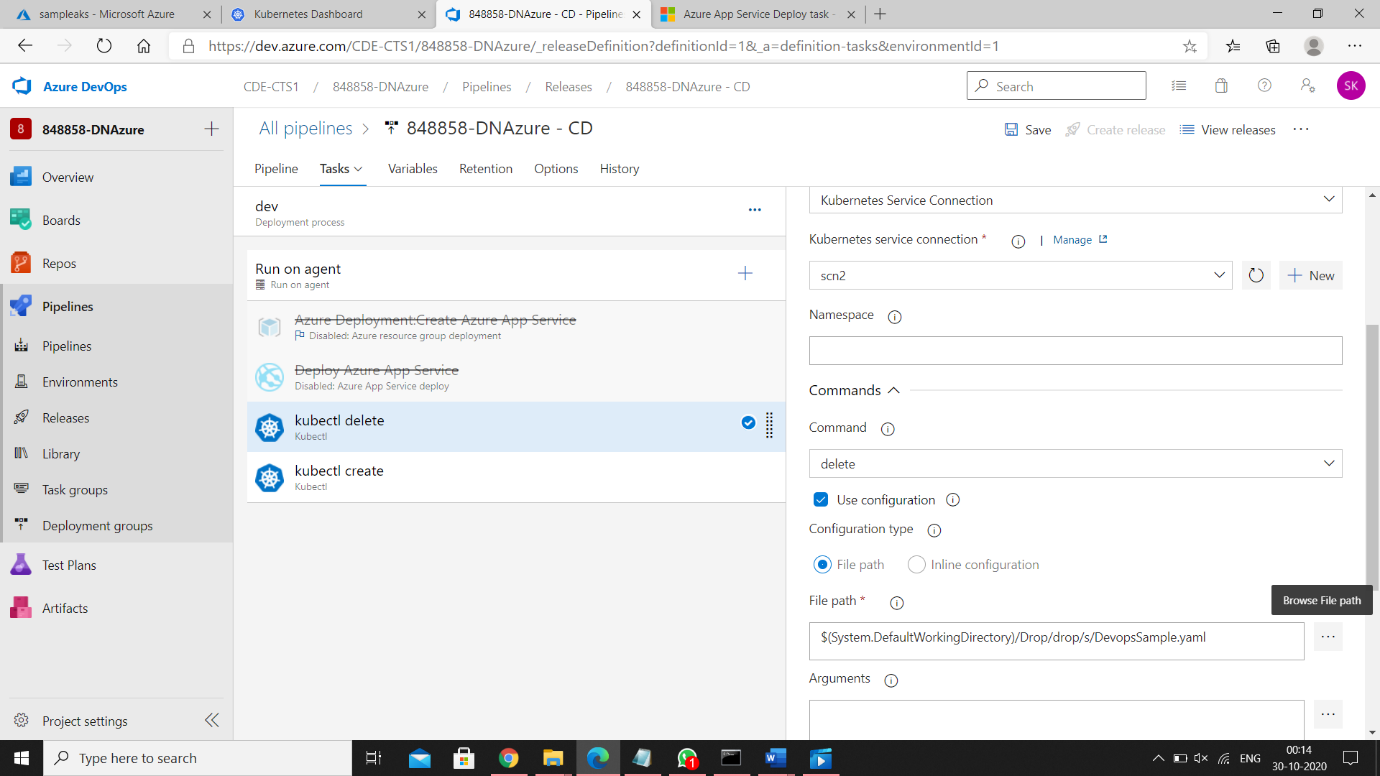 sampleaks - Microsoft Azure
Kubernetes Dashboard
848858-DNAzure - CD - Pipeline
Azure App Service Deploy task -
https://dev.azure.com/CDE-CTS1/848858-DNAzure/_releaseDefinition?definitionId=1&_a=definition-tasks&environmentId=1
Azure DevOps
CDE-CTS1 / 848858-DNAzure / Pipelines / Releases / 848858-DNAzure - CD
Search
SK
8 848858-DNAzure
All pipelines > 848858-DNAzure - CD
Save Create release View releases ...
Pipeline Tasks Variables Retention Options History
Overview
Boards
Repos
Pipelines
Pipelines
Environments
Releases
Library
Task groups
Deployment groups
Test Plans
Artifacts
Project settings
dev
Deployment process
Run on agent
Run on agent
Azure Deployment:Create Azure App Service
Disabled: Azure resource group deployment
Deploy Azure App Service
Disabled: Azure App Service deploy
kubectl delete
Kubectl
kubectl create
Kubectl
Kubernetes Service Connection
Kubernetes service connection * | Manage
scn2
New
Namespace
Commands
Command
delete
Use configuration
Configuration type
File path Inline configuration
File path *
Browse File path
$(System.DefaultWorkingDirectory)/Drop/drop/s/DevopsSample.yaml
Arguments
Type here to search
1
ENG
00:14
30-10-2020